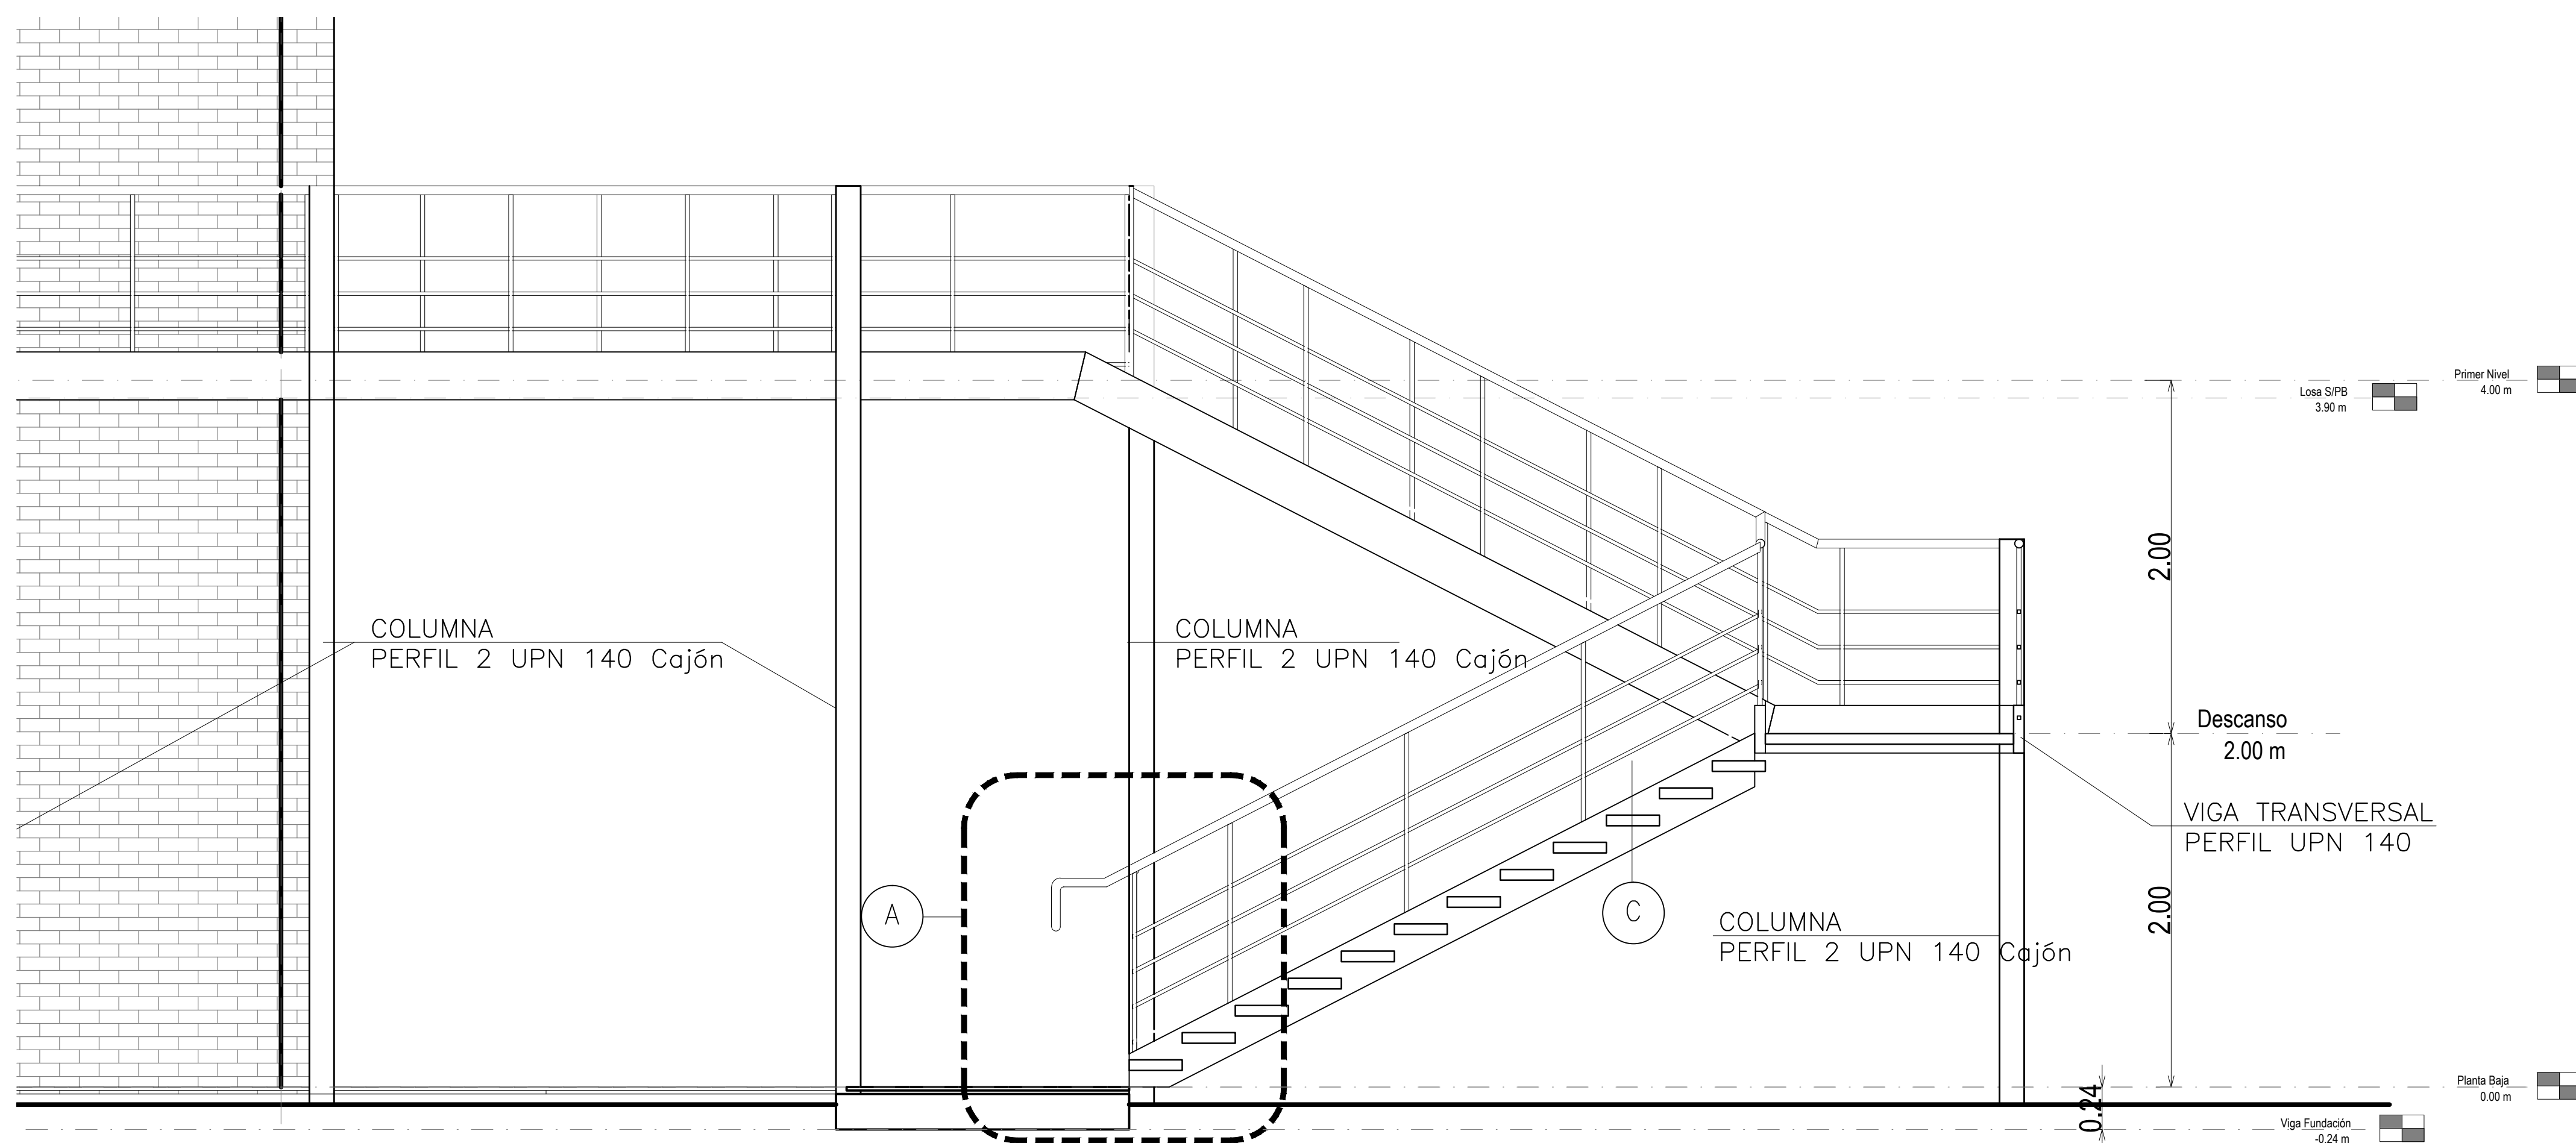 Primer Nivel
4.00 m
Losa S/PB
3.90 m
2.00
COLUMNA
PERFIL 2 UPN 140 Cajón
COLUMNA
PERFIL 2 UPN 140 Cajón
Descanso
2.00 m
VIGA TRANSVERSAL
PERFIL UPN 140
A
C
2.00
COLUMNA
PERFIL 2 UPN 140 Cajón
Planta Baja
0.00 m
0.24
Viga Fundación
-0.24 m